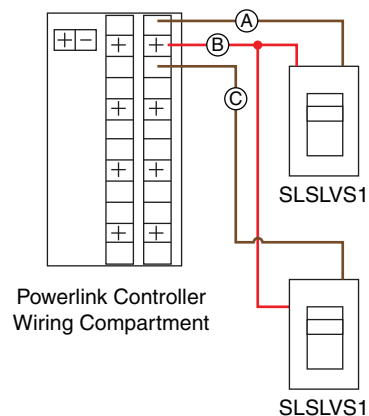 A
+ − + + B
C
+ +
SLSLVS1
+ +
+ +
Powerlink Controller
Wiring Compartment
SLSLVS1